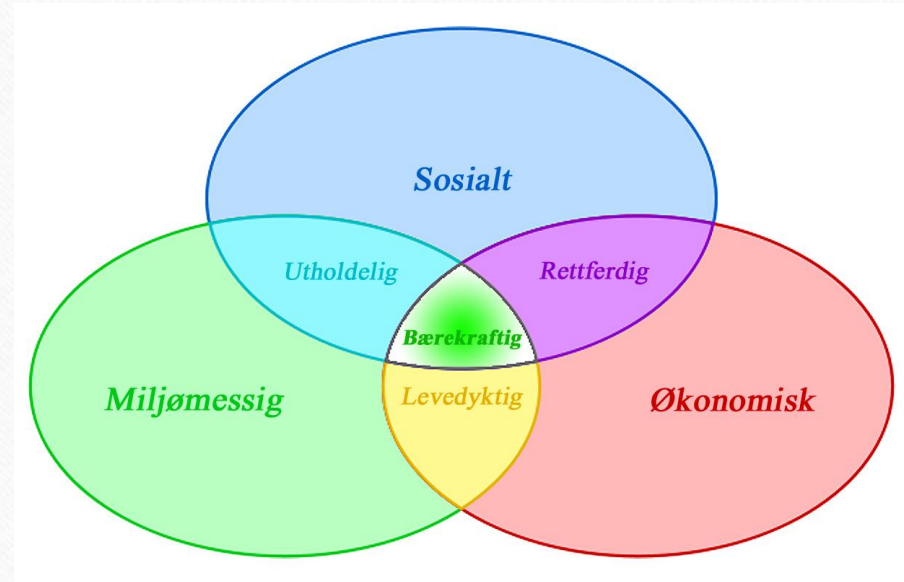 Sosialt
Utholdelig
Rettferdig
Bærekraftig
Levedyktig
Miljømessig
Økonomisk